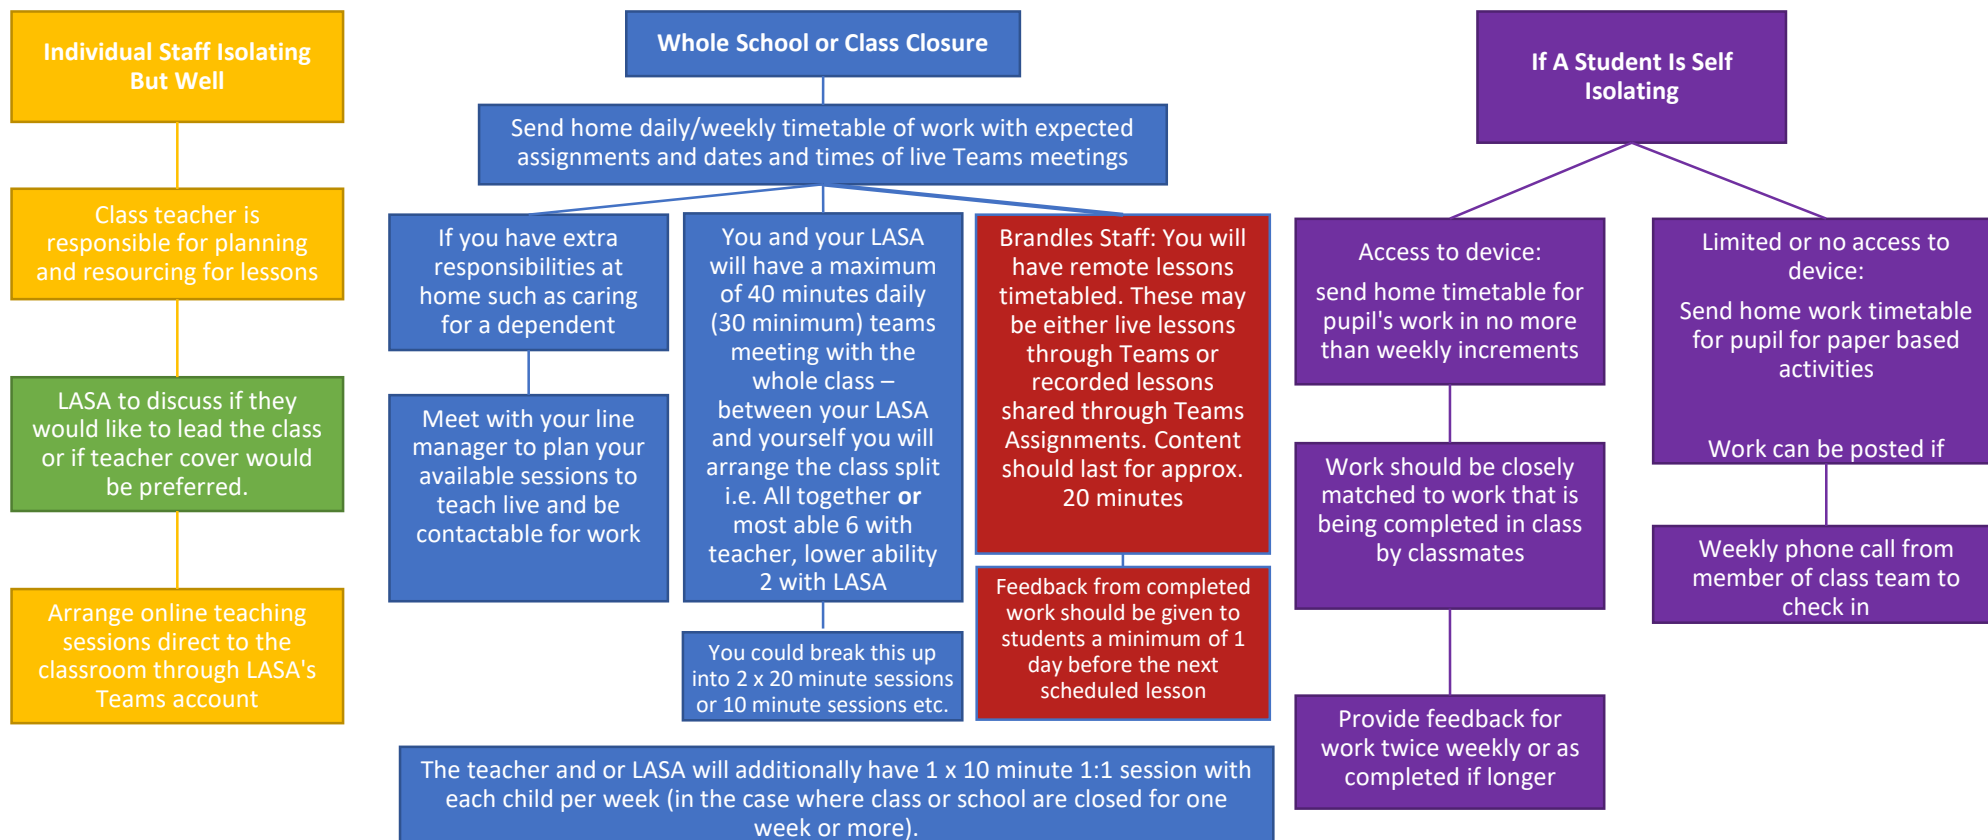 Individual Staff Isolating
But Well
Class teacher is
responsible for planning
and resourcing for lessons
LASA to discuss if they
would like to lead the class
or if teacher cover would
be preferred.
Arrange online teaching
sessions direct to the
classroom through LASA's
Teams account
Whole School or Class Closure
Send home daily/weekly timetable of work with expected
assignments and dates and times of live Teams meetings
If you have extra
responsibilities at
home such as caring
for a dependent
Meet with your line
manager to plan your
available sessions to
teach live and be
contactable for work
You and your LASA
will have a maximum
of 40 minutes daily
(30 minimum) teams
meeting with the
whole class –
between your LASA
and yourself you will
arrange the class split
i.e. All together or
most able 6 with
teacher, lower ability
2 with LASA
You could break this up
into 2 x 20 minute sessions
or 10 minute sessions etc.
Brandles Staff: You will
have remote lessons
timetabled. These may
be either live lessons
through Teams or
recorded lessons
shared through Teams
Assignments. Content
should last for approx.
20 minutes
Feedback from completed
work should be given to
students a minimum of 1
day before the next
scheduled lesson
The teacher and or LASA will additionally have 1 x 10 minute 1:1 session with
each child per week (in the case where class or school are closed for one
week or more).
If A Student Is Self
Isolating
Access to device:
send home timetable for
pupil's work in no more
than weekly increments
Work should be closely
matched to work that is
being completed in class
by classmates
Provide feedback for
work twice weekly or as
completed if longer
Limited or no access to
device:
Send home work timetable
for pupil for paper based
activities
Work can be posted if
Weekly phone call from
member of class team to
check in